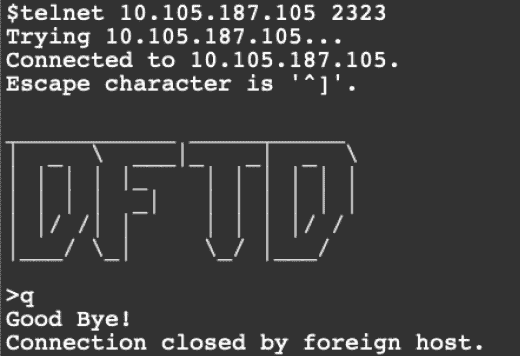 $telnet 10.105.187.105 2323
Trying 10.105.187.105...
Connected to 10.105.187.105.
Escape character is '^]'.
DFTD
>q
Good Bye!
Connection closed by foreign host.